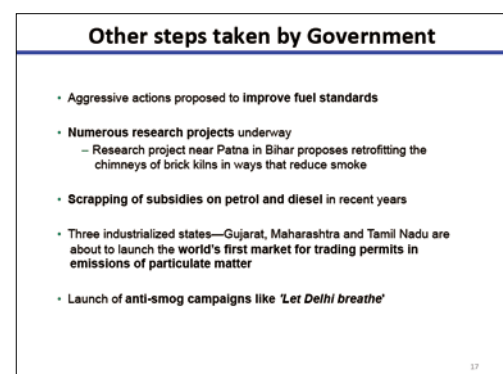 Other steps taken by Government
• Aggressive actions proposed to improve fuel standards
• Numerous research projects underway
– Research project near Patna in Bihar proposes retrofitting the
chimneys of brick kilns in ways that reduce smoke
• Scrapping of subsidies on petrol and diesel in recent years
• Three industrialized states—Gujarat, Maharashtra and Tamil Nadu are
about to launch the world's first market for trading permits in
emissions of particulate matter
• Launch of anti-smog campaigns like 'Let Delhi breathe'
17